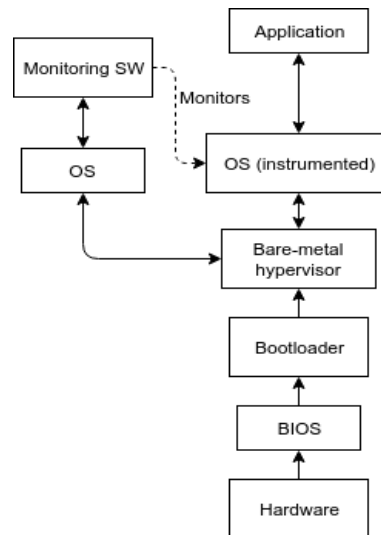 Application
Monitoring SW
Monitors
OS
OS (instrumented)
Bare-metal
hypervisor
Bootloader
BIOS
Hardware